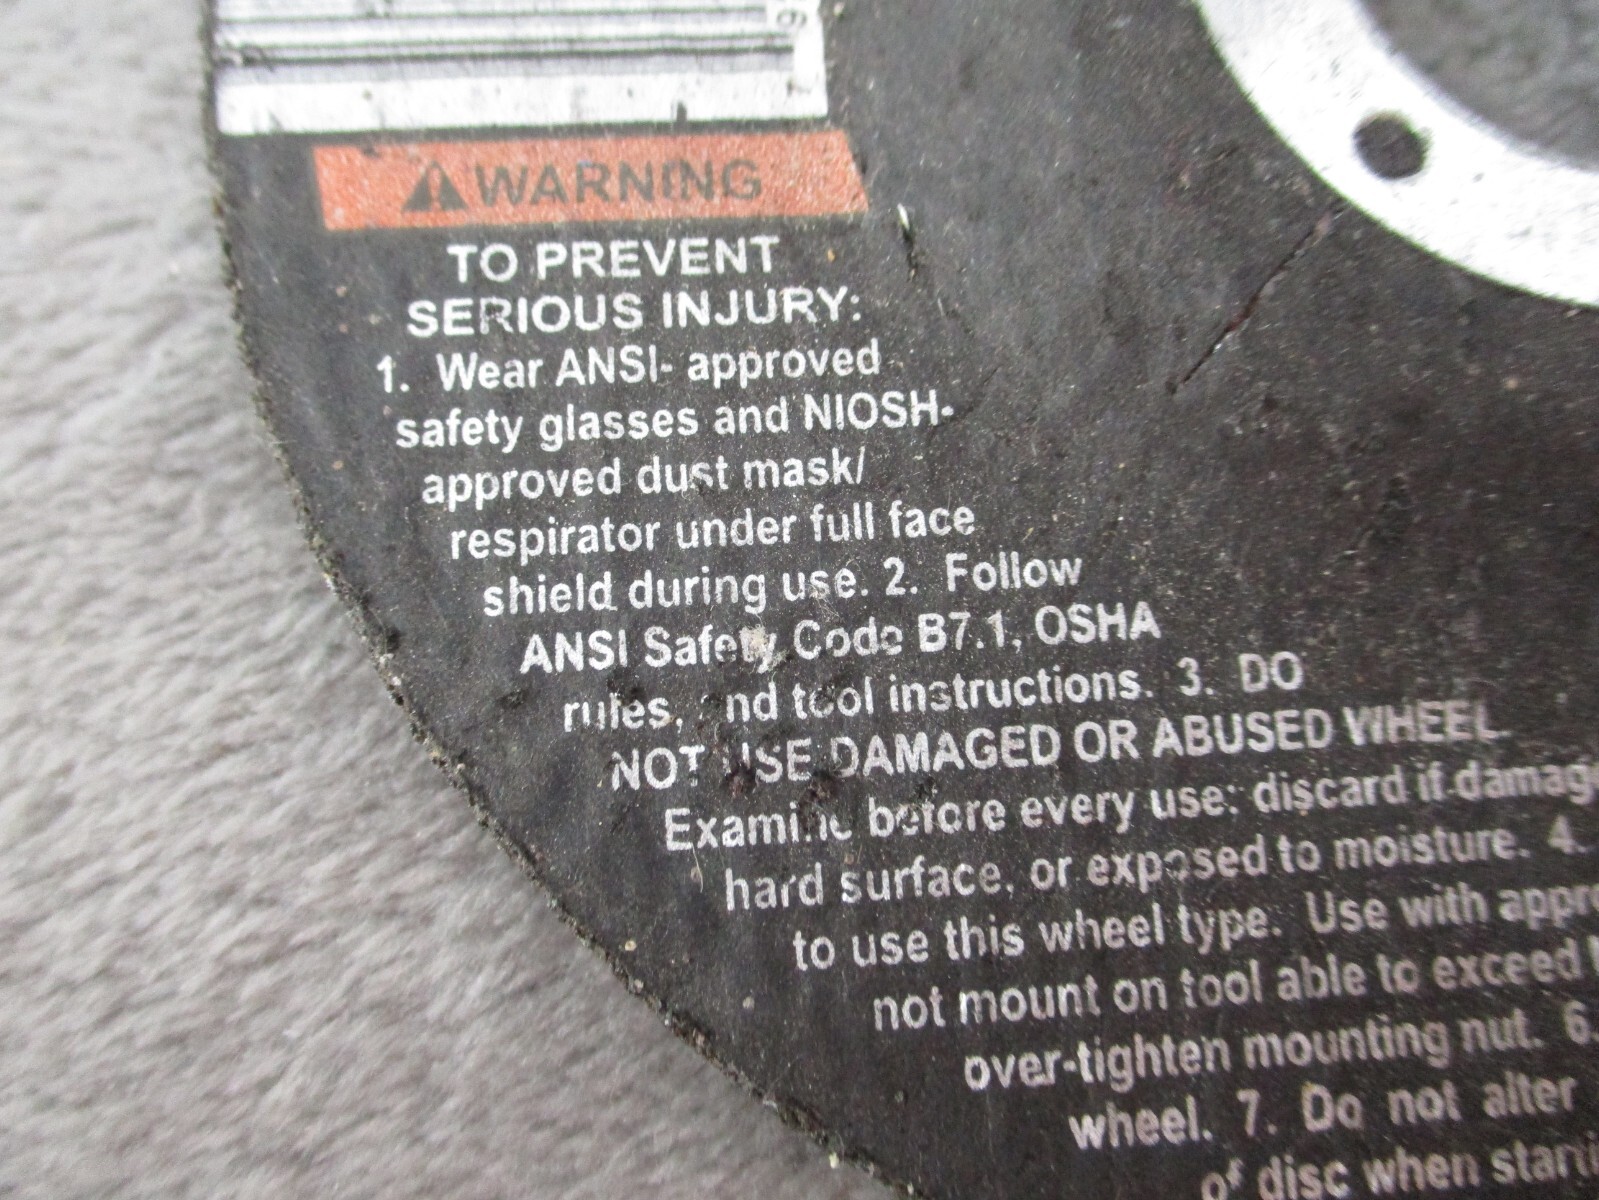 WARNING
TO PREVENT
SERIOUS INJURY:
1. Wear ANSI- approved
safety glasses and NIOSH-
approved dust mask/
respirator under full face
shield during use. 2. Follow
ANSI Safety Code B7.1, OSHA
rules, and tool instructions. 3. DO
NOT USE DAMAGED OR ABUSED WHEEL.
Examine before every use: discard if
hard surface, or exposed to moisture. 4.
to use this wheel type. Use with
not mount on tool able to exceed
over-tighten mounting nut. 6.
wheel. 7. Do not alter
of disc when